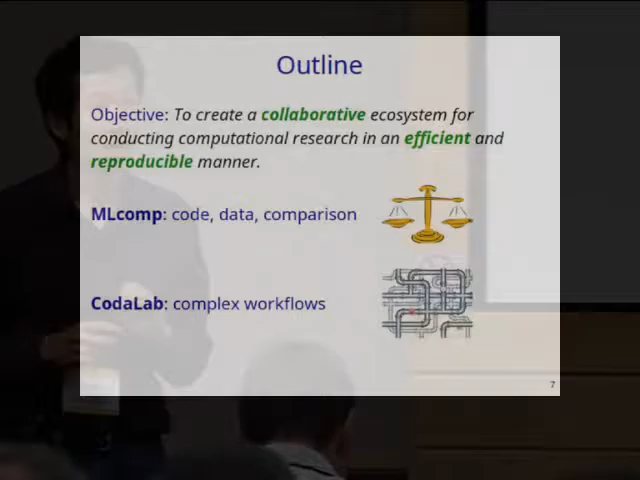 Outline
Objective: To create a collaborative ecosystem for
conducting computational research in an efficient and
reproducible manner.
MLcomp: code, data, comparison
CodaLab: complex workflows
7